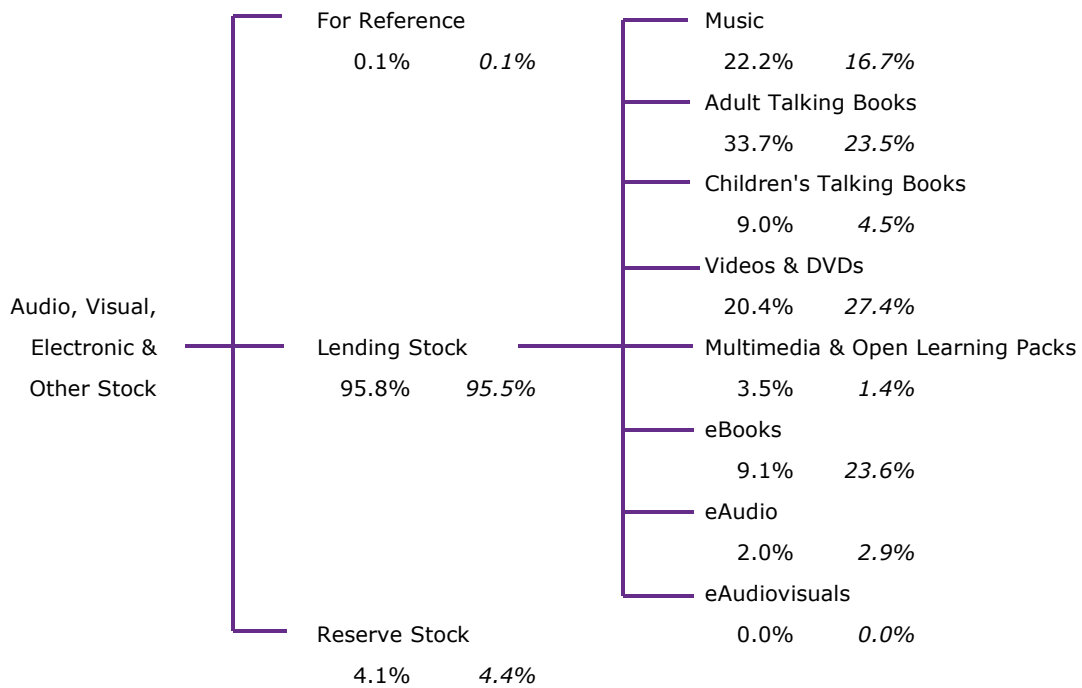 For Reference
0.1% 0.1%
Music
22.2% 16.7%
Adult Talking Books
33.7% 23.5%
Children's Talking Books
9.0% 4.5%
Videos & DVDs
20.4% 27.4%
Audio, Visual,
Electronic &
Other Stock
Lending Stock
95.8% 95.5%
Multimedia & Open Learning Packs
3.5% 1.4%
eBooks
9.1% 23.6%
eAudio
2.0% 2.9%
eAudiovisuals
0.0% 0.0%
Reserve Stock
4.1% 4.4%